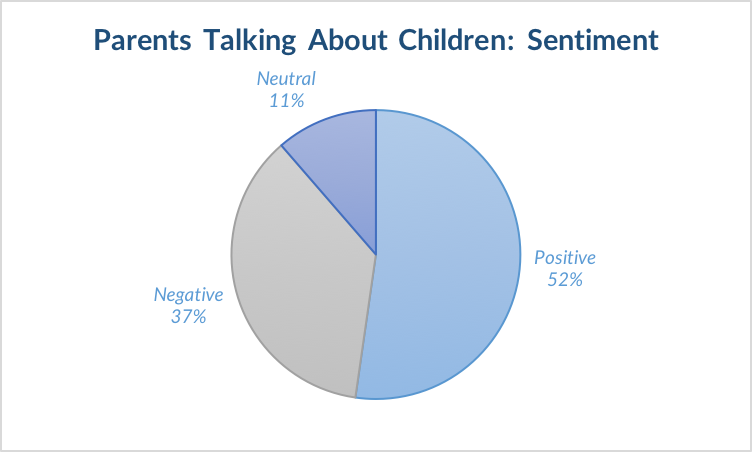 Parents Talking About Children: Sentiment
Neutral
11%
Positive
52%
Negative
37%